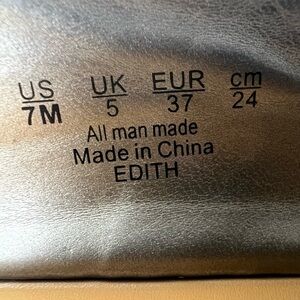 US UK EUR cm
7M 5 37 24
All man made
Made in China
EDITH